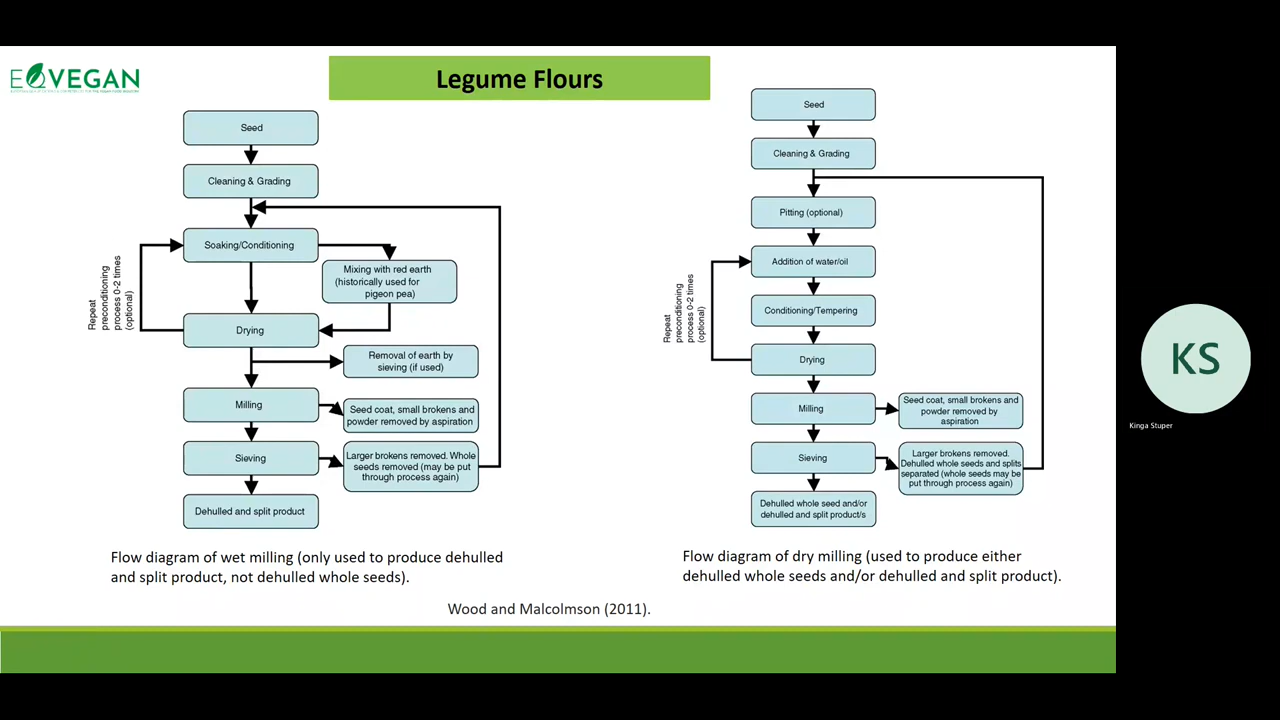 EQVEGAN
Legume Flours
Seed
Cleaning & Grading
Soaking/Conditioning
Mixing with red earth
(historically used for
pigeon pea)
Repeat
preconditioning
process 0-2 times
(optional)
Drying
Removal of earth by
sieving (if used)
Milling
Seed coat, small brokens and
powder removed by aspiration
Sieving
Larger brokens removed. Whole
seeds removed (may be put
through process again)
Dehulled and split product
Flow diagram of wet milling (only used to produce dehulled
and split product, not dehulled whole seeds).
Seed
Cleaning & Grading
Pitting (optional)
Addition of water/oil
Conditioning/Tempering
Repeat
preconditioning
process 0-2 times
(optional)
Drying
Milling
Seed coat, small brokens and
powder removed by
aspiration
Sieving
Larger brokens removed.
Dehulled whole seeds and splits
separated (whole seeds may be
put through process again)
Dehulled whole seed and/or
dehulled and split product/s
Flow diagram of dry milling (used to produce either
dehulled whole seeds and/or dehulled and split product).
Wood and Malcolmson (2011).
KS
Kinga Stuper